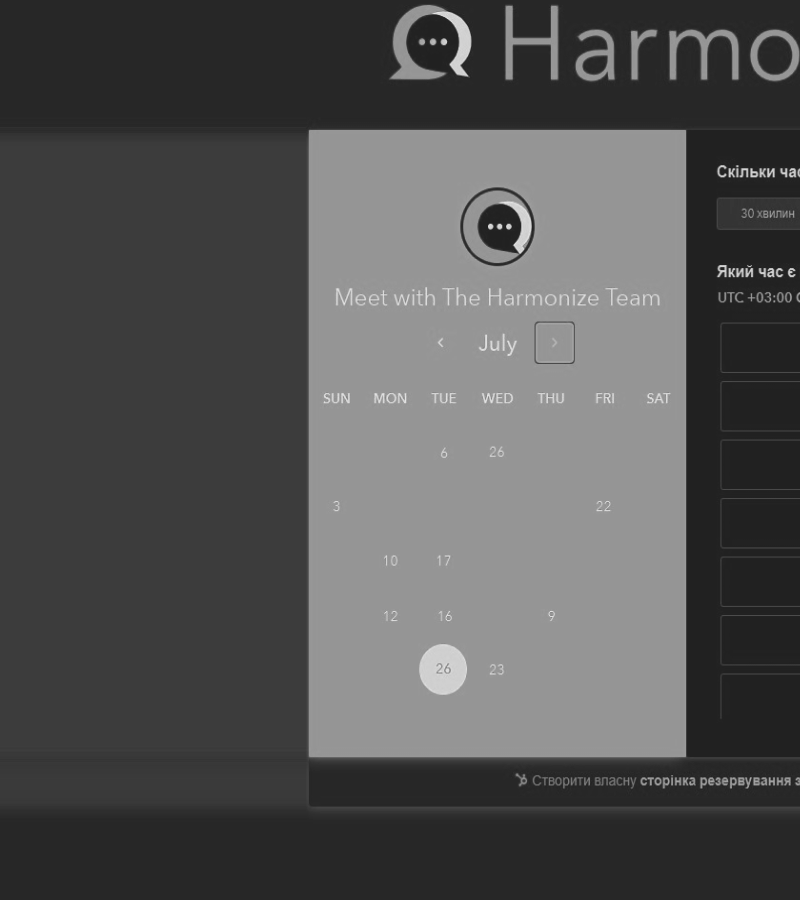 Harmo
Meet with The Harmonize Team
July
SUN MON TUE WED THU FRI SAT
6 26
3 22
10 17
12 16 9
26 23
Скільки час
30 хвилин
Який час є
UTC +03:00
Створити власну сторінка резервування з